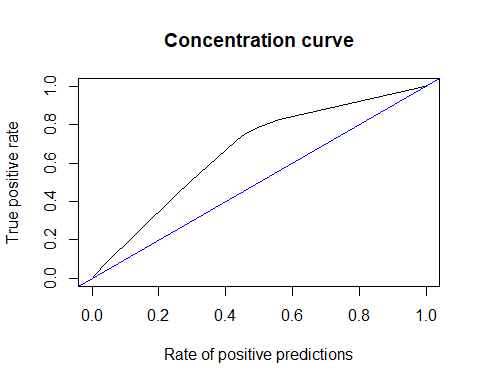 Concentration curve
True positive rate
1.0
0.8
0.6
0.4
0.2
0.0
0.0 0.2 0.4 0.6 0.8 1.0
Rate of positive predictions